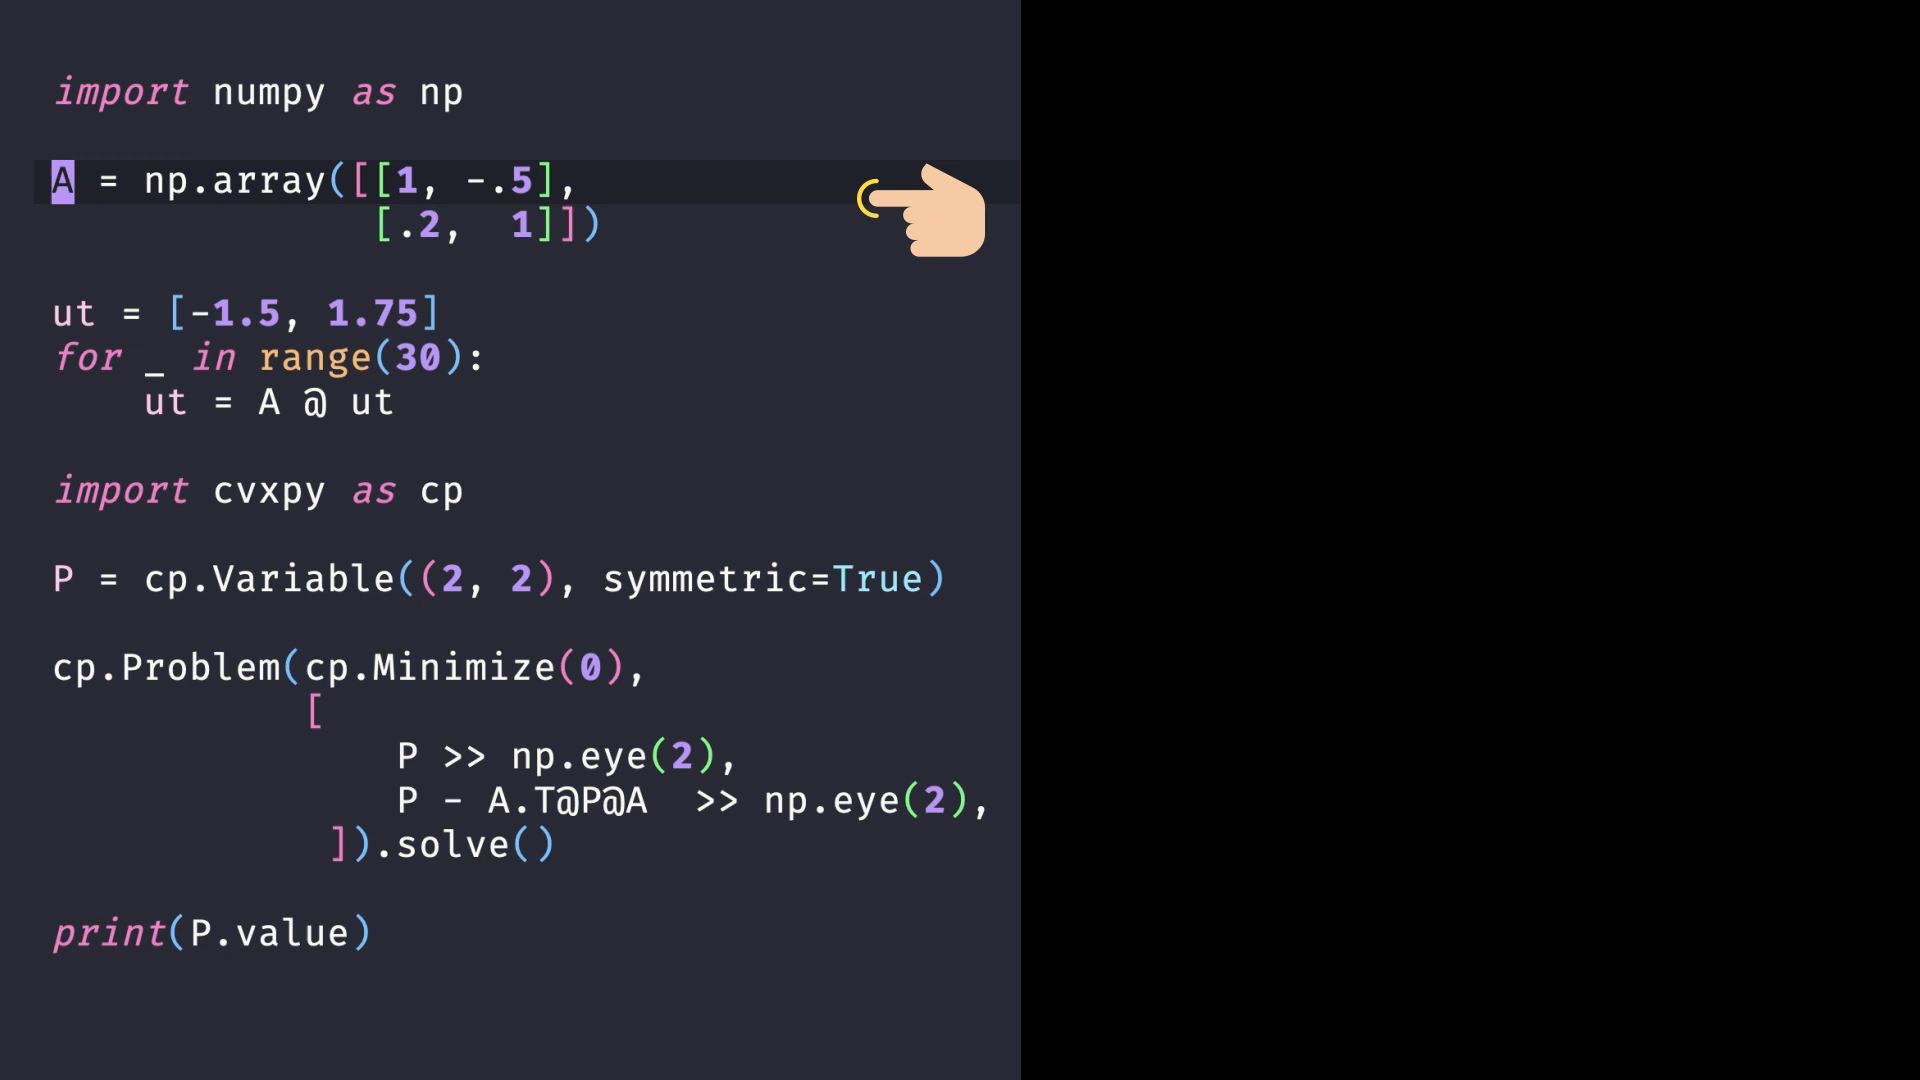 import numpy as np
A = np.array([[1, -.5],
[.2,  1]])
ut = [-1.5, 1.75]
for _ in range(30):
ut = A @ ut
import cvxpy as cp
P = cp.Variable((2, 2), symmetric=True)
cp.Problem(cp.Minimize(0),
[
P >> np.eye(2),
P - A.T@P@A  >> np.eye(2),
]).solve()
print(P.value)